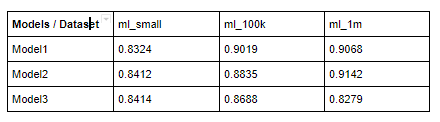 Models / Dataset ml_small ml_100k ml_1m
Model1 0.8324 0.9019 0.9068
Model2 0.8412 0.8835 0.9142
Model3 0.8414 0.8688 0.8279